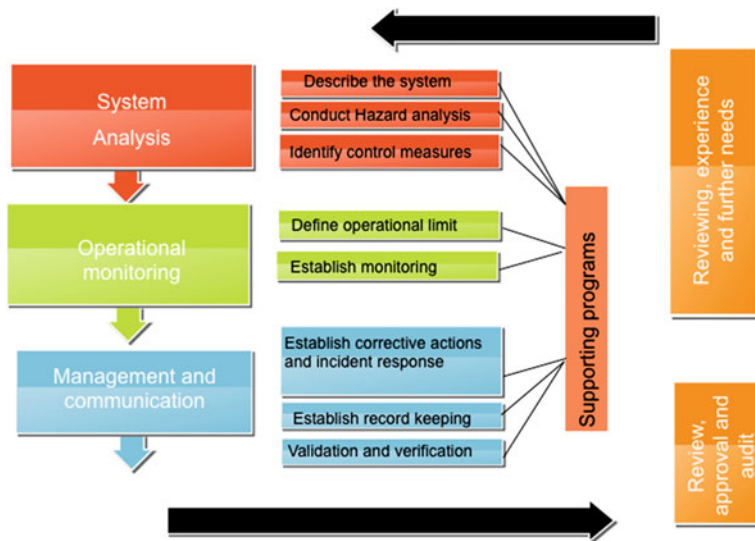 System
Analysis
Operational
monitoring
Management and
communication
Describe the system
Conduct Hazard analysis
Identify control measures
Define operational limit
Establish monitoring
Establish corrective actions
and incident response
Establish record keeping
Validation and verification
Supporting programs
Reviewing, experience
and further needs
Review,
approval and
audit